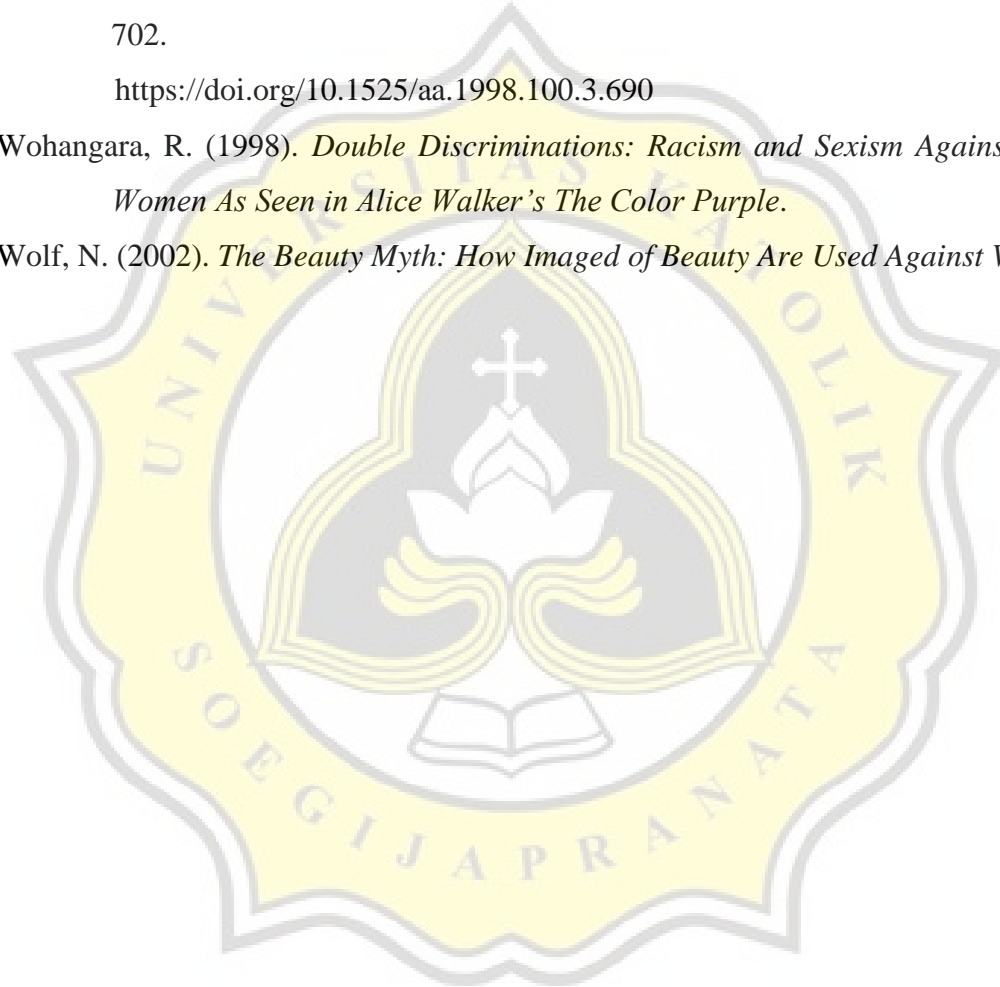 702.
https://doi.org/10.1525/aa.1998.100.3.690
Wohangara, R. (1998). Double Discriminations: Racism and Sexism Agains
Women As Seen in Alice Walker’s The Color Purple.
Wolf, N. (2002). The Beauty Myth: How Imaged of Beauty Are Used Against
UNIVERSITAS KATOLIK
SOEGIJAPRANATA